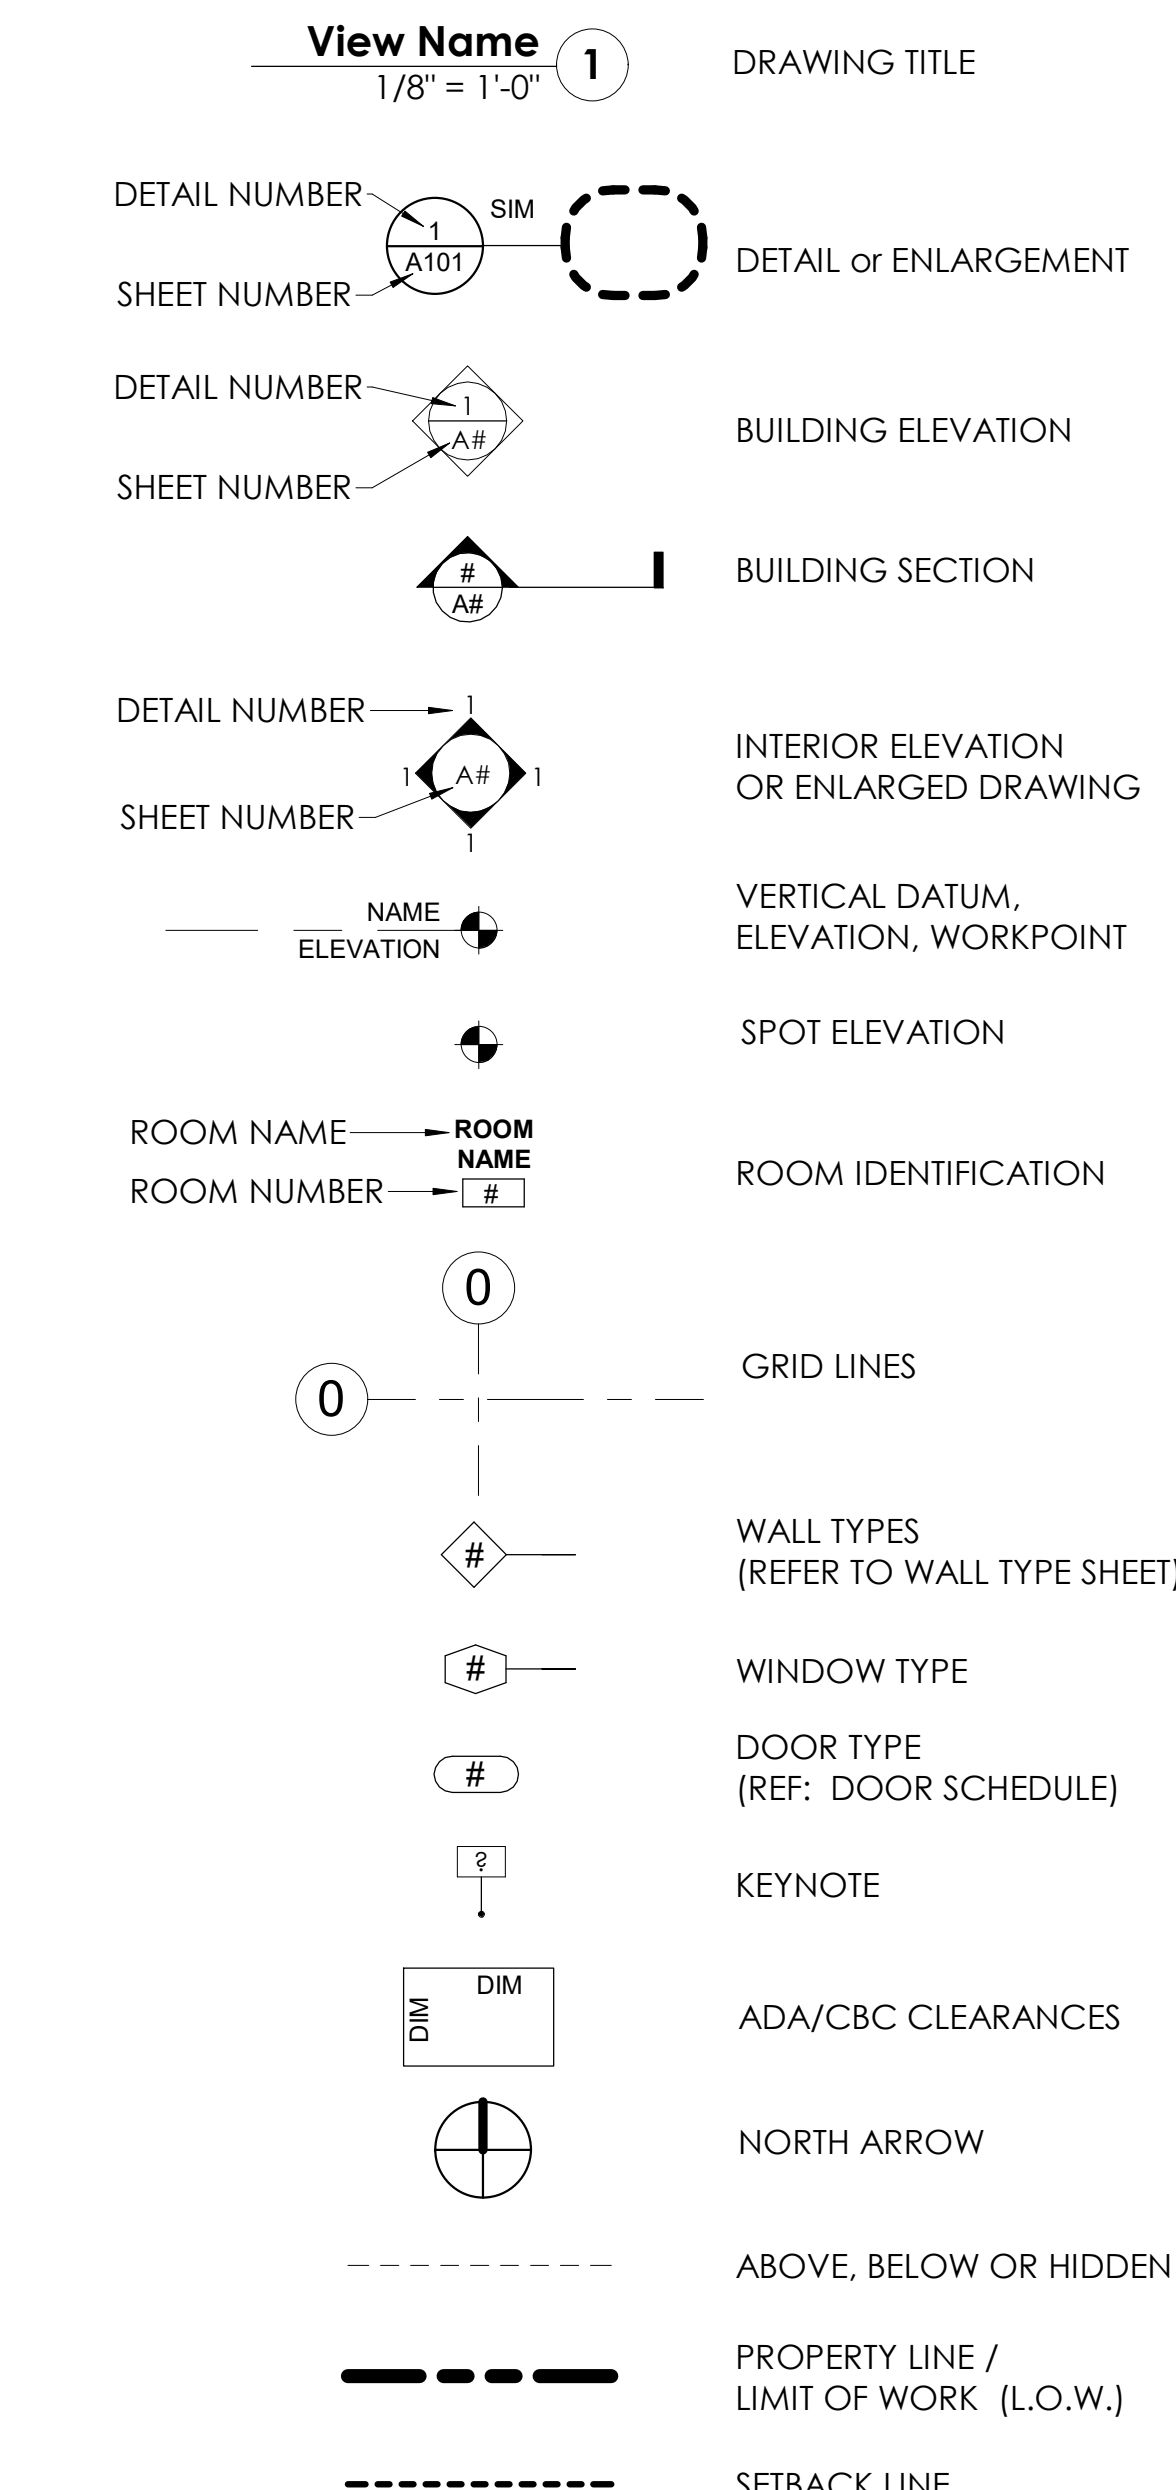 View Name
1/8" = 1'-0"
1
DRAWING TITLE
DETAIL NUMBER
SHEET NUMBER
1
A101
SIM
DETAIL or ENLARGEMENT
DETAIL NUMBER
SHEET NUMBER
1
A#
BUILDING ELEVATION
#
A#
BUILDING SECTION
DETAIL NUMBER
SHEET NUMBER
1
1
A#
1
1
INTERIOR ELEVATION
OR ENLARGED DRAWING
NAME
ELEVATION
VERTICAL DATUM,
ELEVATION, WORKPOINT
SPOT ELEVATION
ROOM NAME
ROOM NUMBER
ROOM
NAME
#
ROOM IDENTIFICATION
0
0
GRID LINES
#
WALL TYPES
(REFER TO WALL TYPE SHEET)
#
WINDOW TYPE
#
DOOR TYPE
(REF:  DOOR SCHEDULE)
?
KEYNOTE
DIM
DIM
ADA/CBC CLEARANCES
NORTH ARROW
ABOVE, BELOW OR HIDDEN
PROPERTY LINE /
LIMIT OF WORK  (L.O.W.)
SETBACK LINE